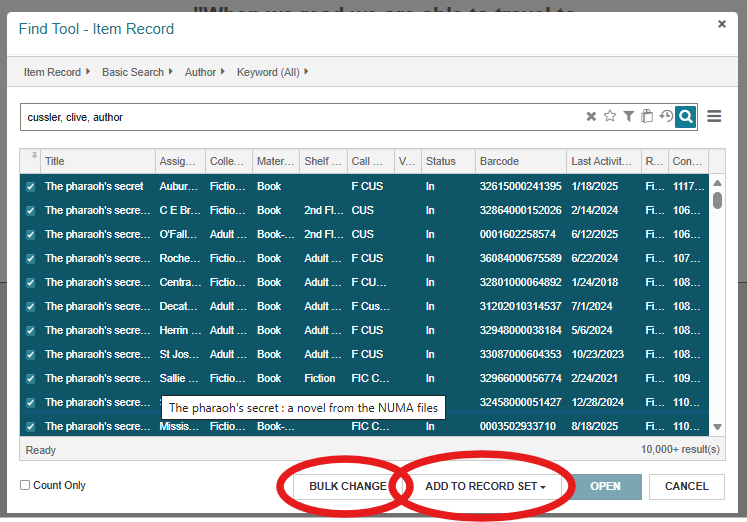 "When we read we are able to travel to
Find Tool - Item Record ×
Item Record Basic Search Author Keyword (All)
cussler, clive, author
Title Assig... Colle... Mater... Shelf ... Call ... V... Status Barcode Last Activit... R... Con...
The pharaoh's secret Aubur... Fictio... Book F CUS In 32615000241395 1/18/2025 Fi... 1117...
The pharaoh's secre... C E Br... Fictio... Book 2nd Fl... CUS In 32864000152026 2/14/2024 Fi... 106...
The pharaoh's secre... O'Fall... Adult ... Book-... 2nd Fl... CUS In 0001602258574 6/12/2025 Fi... 106...
The pharaoh's secre... Roche... Fictio... Book Adult ... F CUS In 36084000675589 6/22/2024 Fi... 107...
The pharaoh's secre... Centra... Fictio... Book Adult ... F CU... In 32801000064892 1/24/2018 Fi... 108...
The pharaoh's secre... Decat... Adult ... Book Adult ... F Cus... In 31202010314537 7/1/2024 Fi... 108...
The pharaoh's secre... Herrin ... Adult ... Book Adult ... F CUS In 32948000038184 5/6/2024 Fi... 108...
The pharaoh's secre... St Jos... Adult ... Book Adult ... F CUS In 33087000604353 10/23/2023 Fi... 108...
The pharaoh's secre... Sallie ... Fictio... Book Fiction FIC C... In 32966000056774 2/24/2021 Fi... 109...
The pharaoh's secre... In 32458000051427 12/28/2024 Fi... 110...
The pharaoh's secret : a novel from the NUMA files
The pharaoh's secre... Missis... Fictio... Book-... FIC C... In 0003502933710 8/18/2025 Fi... 110...
Ready 10,000+ result(s)
Count Only BULK CHANGE ADD TO RECORD SET OPEN CANCEL